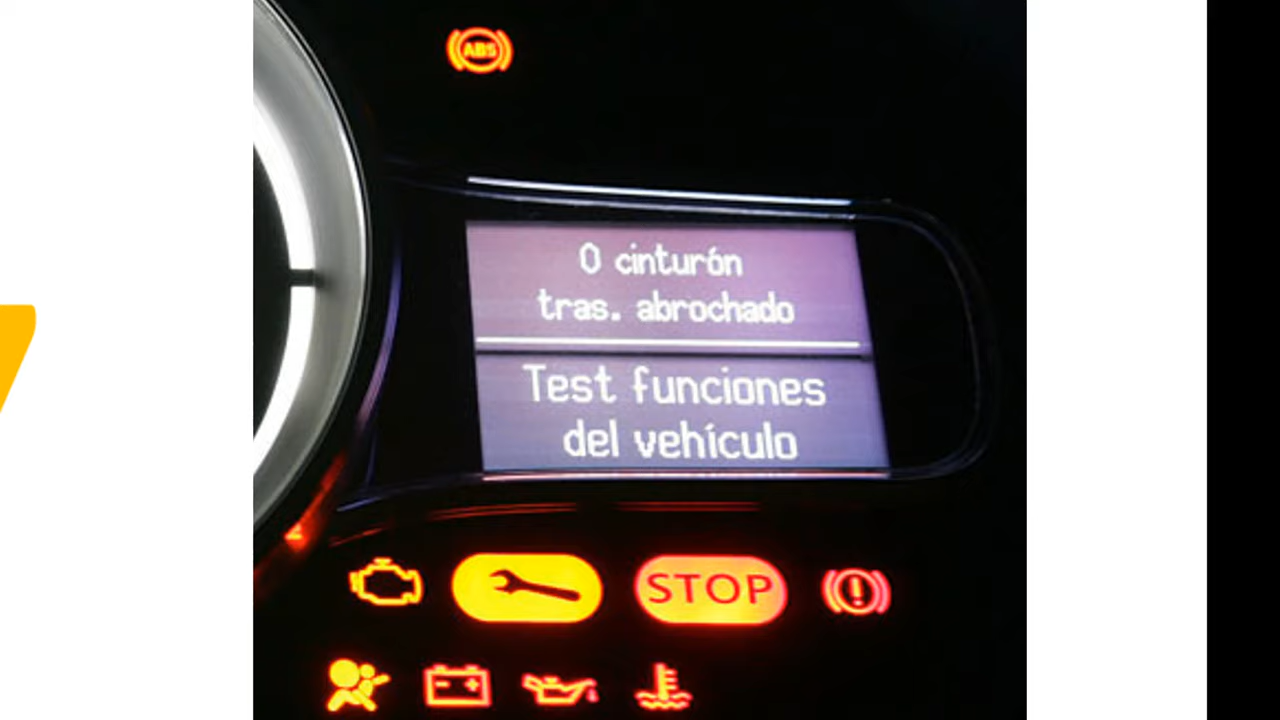 ABS
0 cinturón
tras. abrochado
Test funciones
del vehículo
STOP